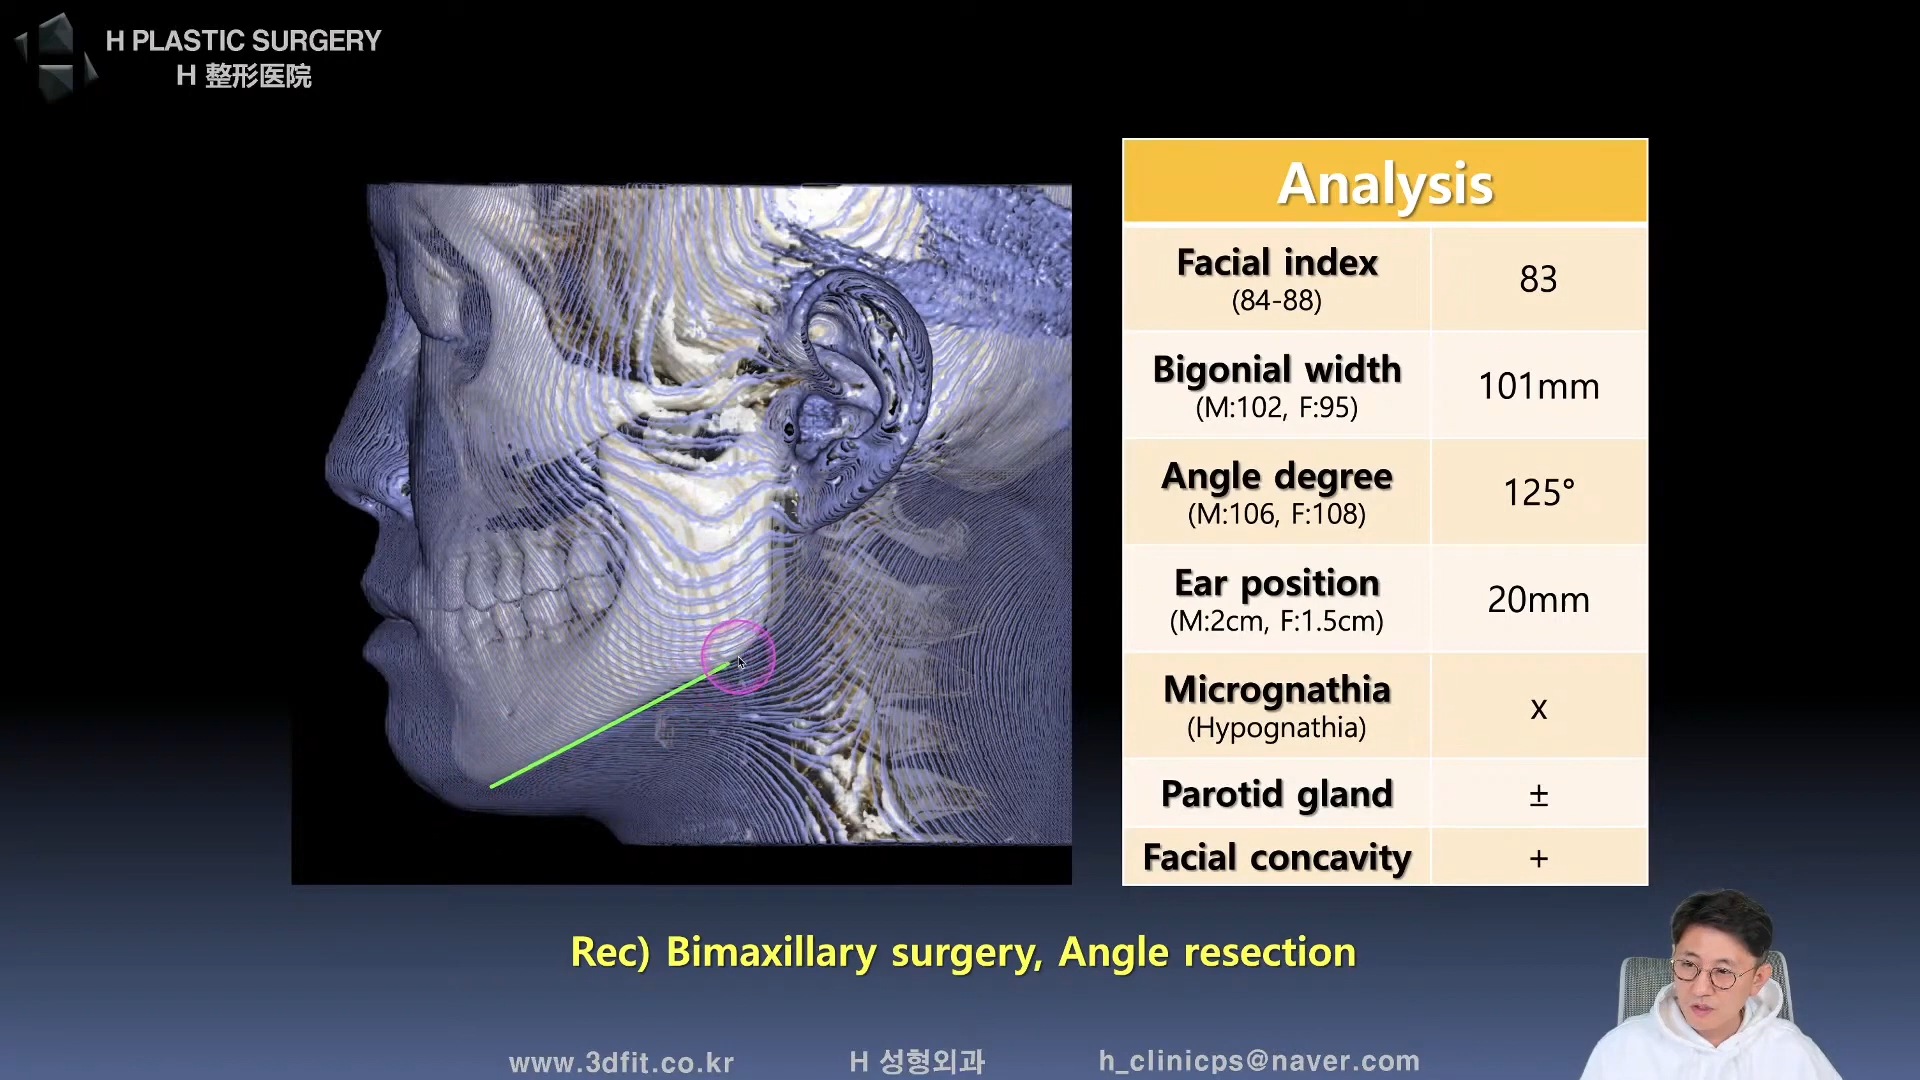 H PLASTIC SURGERY
H 整形医院
Analysis
Facial index
(84-88)
83
Bigonial width
(M:102, F:95)
101mm
Angle degree
(M:106, F:108)
125°
Ear position
(M:2cm, F:1.5cm)
20mm
Micrognathia
(Hypognathia)
x
Parotid gland
±
Facial concavity
+
Rec) Bimaxillary surgery, Angle resection
www.3dfit.co.kr
H 성형외과
h_clinicps@naver.com